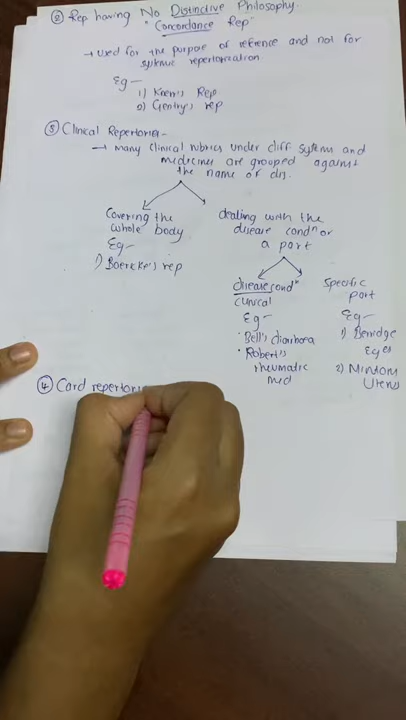 ② Rep having No Distinctive Philosophy.
"Concordance Rep"
→ Used for the purpose of reference and not for
systemic repertorisation
Eg —
1) Knerr's Rep
2) Gentry's rep
③ Clinical Repertories —
→ Many Clinical rubrics under diff systems and
medicines are grouped against
the name of dis.
Covering the
whole body
Eg —
1) Boericke's rep
dealing with the
disease condⁿ or
a part
disease condⁿ
clinical
Eg —
· Bell's diarrhoea
· Robert's
rheumatic
med
specific
part
Eg —
1) Berridge
Eyes
2) Minton's
Uterus
④ Card repertories